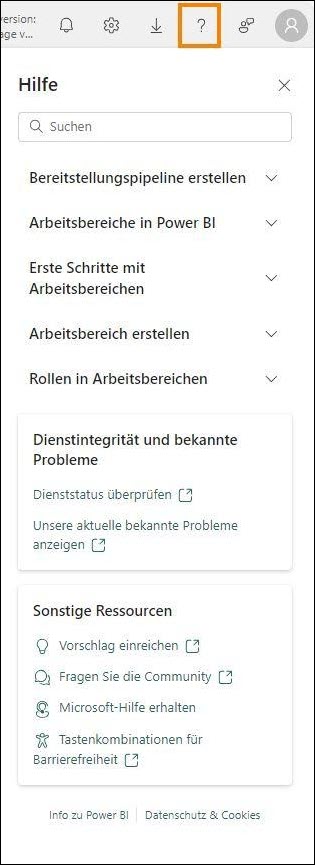 version:
age v...
?
Hilfe
Suchen
Bereitstellungspipeline erstellen
Arbeitsbereiche in Power BI
Erste Schritte mit
Arbeitsbereichen
Arbeitsbereich erstellen
Rollen in Arbeitsbereichen
Dienstintegrität und bekannte
Probleme
Dienststatus überprüfen
Unsere aktuelle bekannte Probleme
anzeigen
Sonstige Ressourcen
Vorschlag einreichen
Fragen Sie die Community
Microsoft-Hilfe erhalten
Tastenkombinationen für
Barrierefreiheit
Info zu Power BI | Datenschutz & Cookies